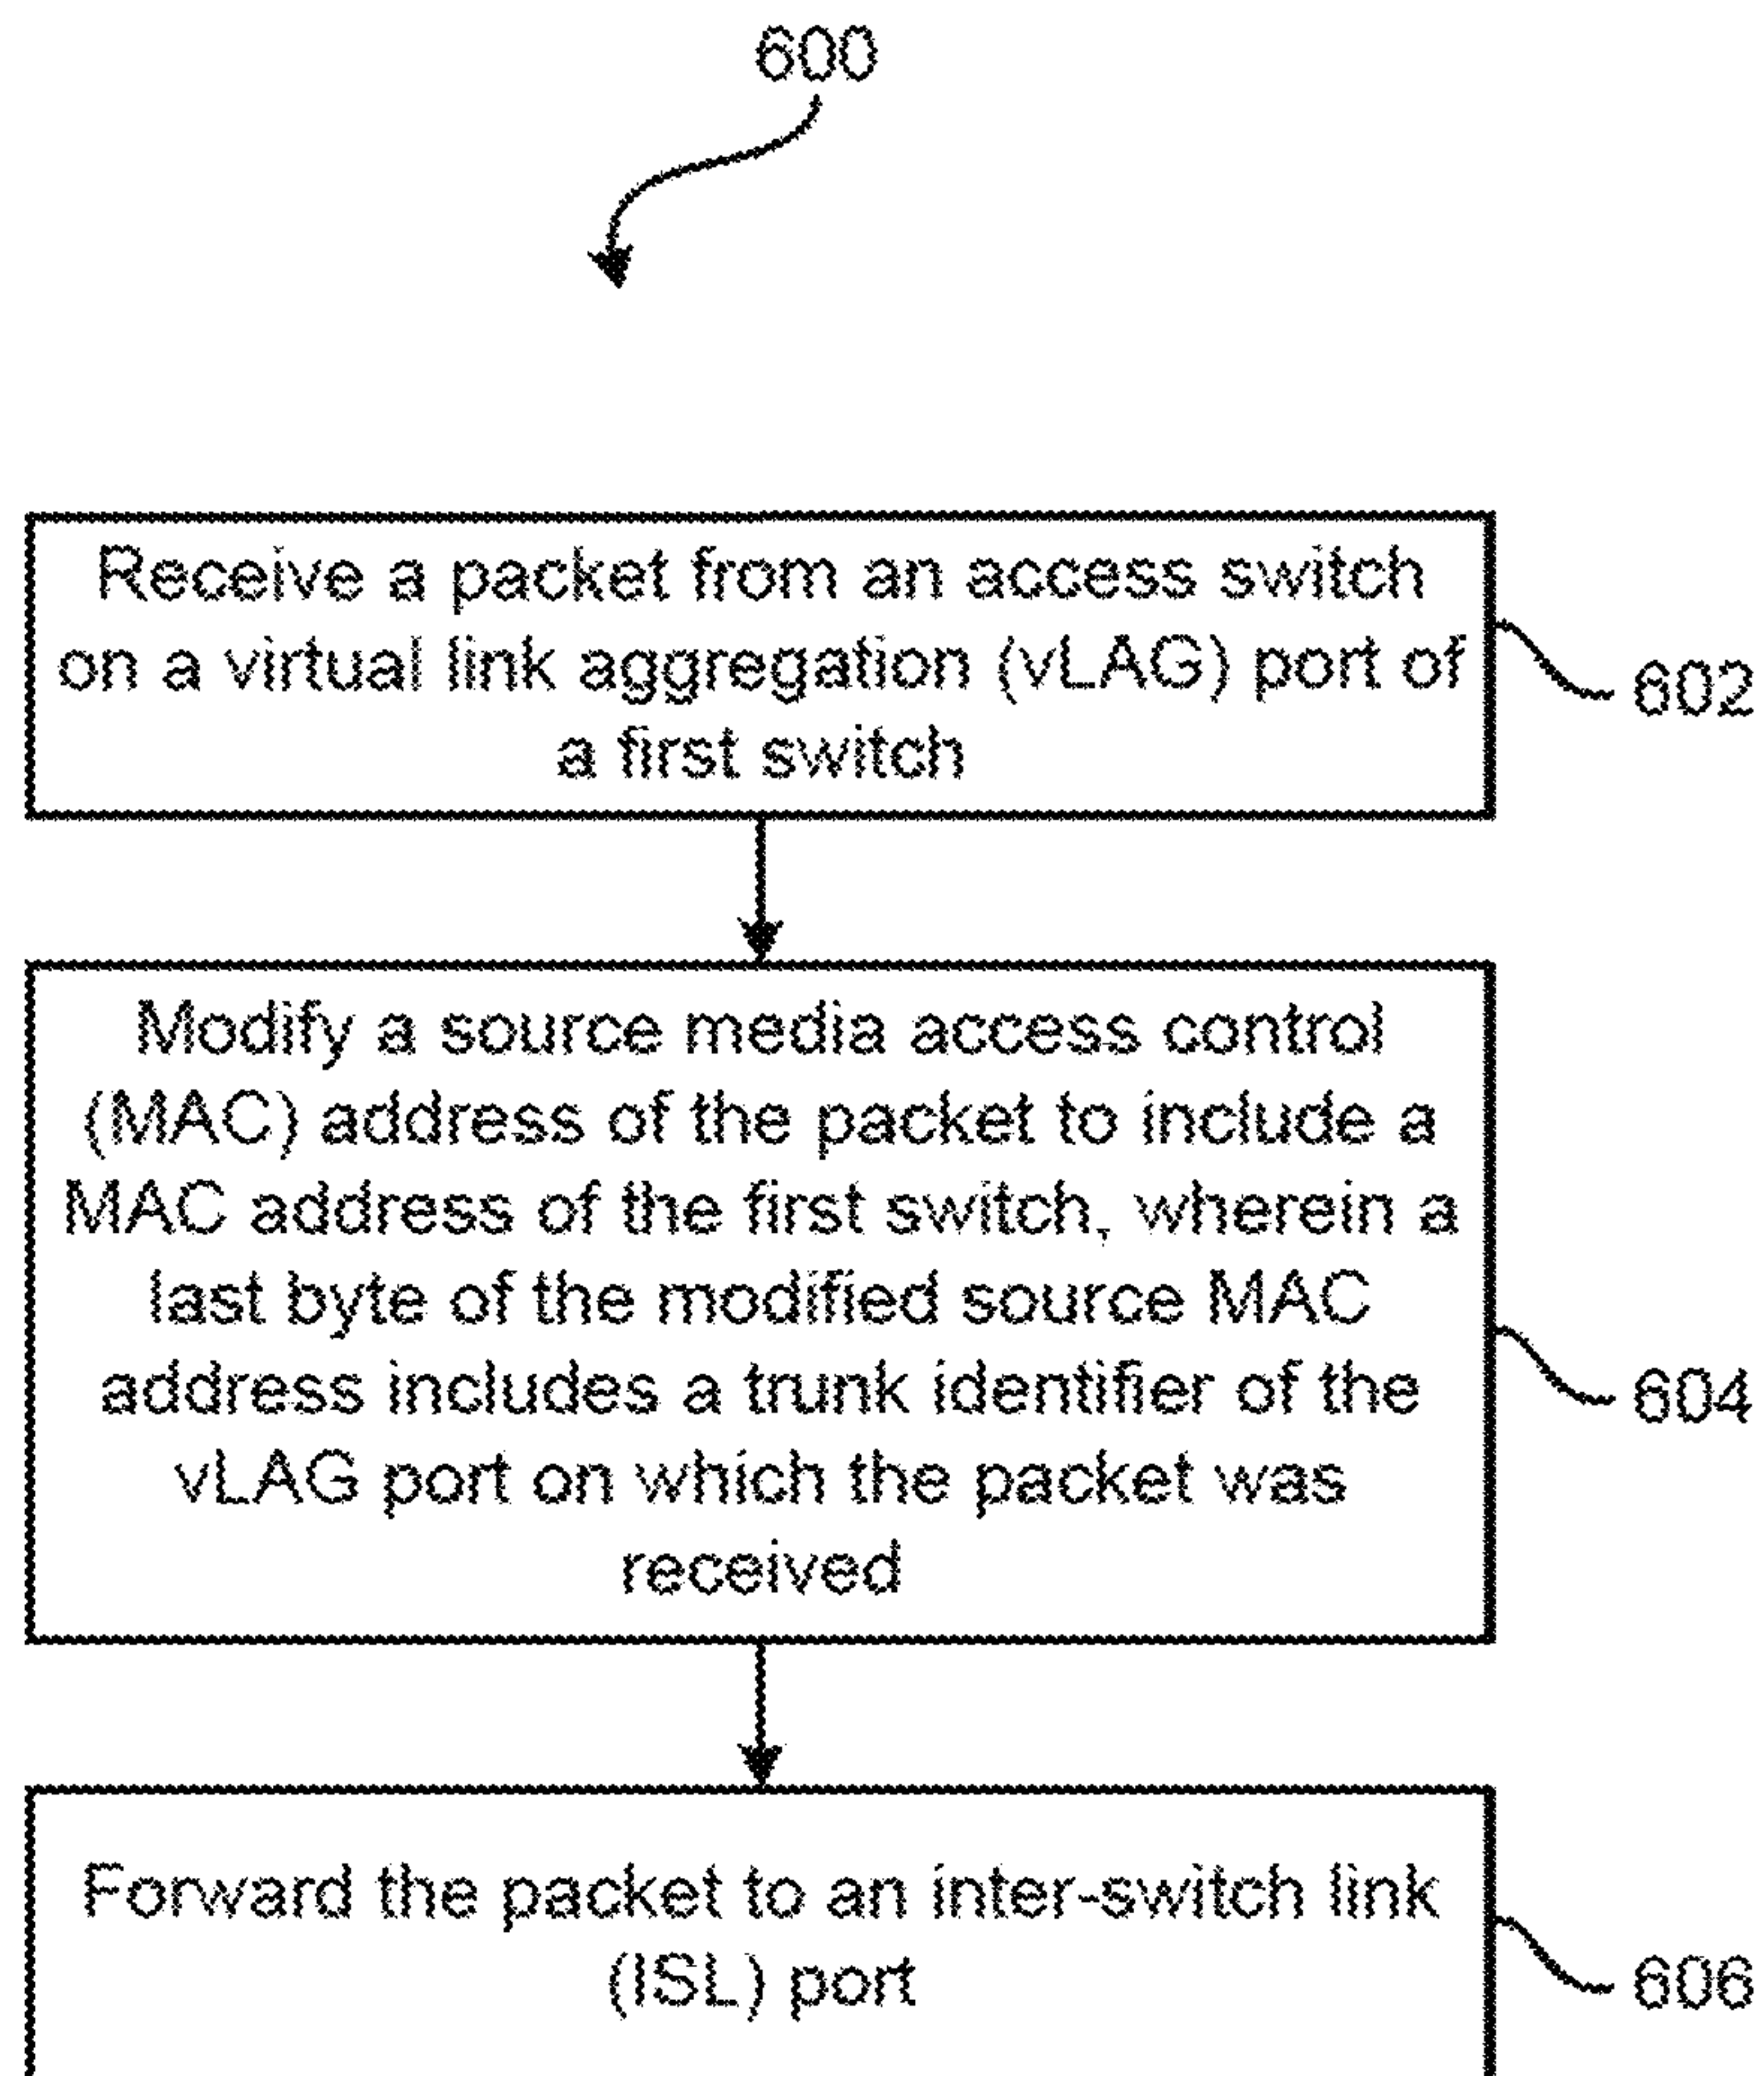 600
Receive a packet from an access switch
on a virtual link aggregation (vLAG) port of
a first switch
602
Modify a source media access control
(MAC) address of the packet to include a
MAC address of the first switch, wherein a
last byte of the modified source MAC
address includes a trunk identifier of the
vLAG port on which the packet was
received
604
Forward the packet to an inter-switch link
(ISL) port
606